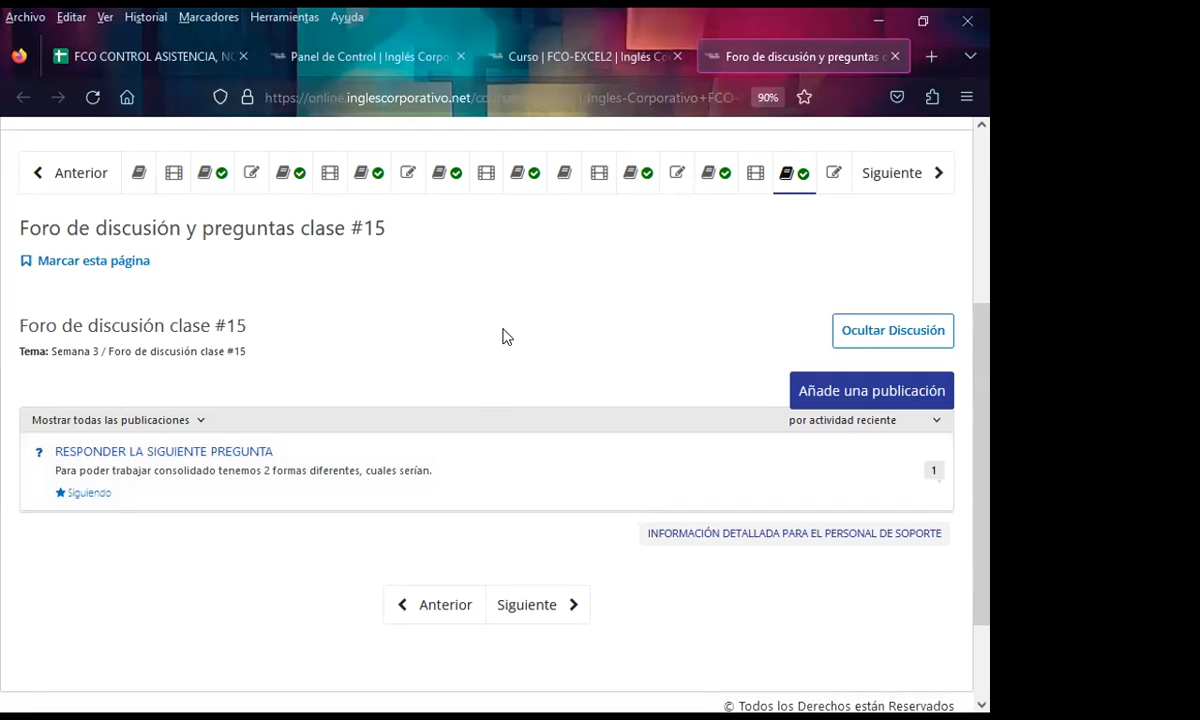 Archivo Editar Ver Historial Marcadores Herramientas Ayuda
FCO CONTROL ASISTENCIA, NO
Panel de Control | Inglés Corpo
Curso | FCO-EXCEL2 | Inglés Co
Foro de discusión y preguntas c
https://online.inglescorporativo.net/cours 90%
Anterior
Siguiente
Foro de discusión y preguntas clase #15
Marcar esta página
Foro de discusión clase #15
Ocultar Discusión
Tema: Semana 3 / Foro de discusión clase #15
Añade una publicación
Mostrar todas las publicaciones
por actividad reciente
? RESPONDER LA SIGUIENTE PREGUNTA
Para poder trabajar consolidado tenemos 2 formas diferentes, cuales serían.
1
Siguiendo
INFORMACIÓN DETALLADA PARA EL PERSONAL DE SOPORTE
Anterior Siguiente
© Todos los Derechos están Reservados